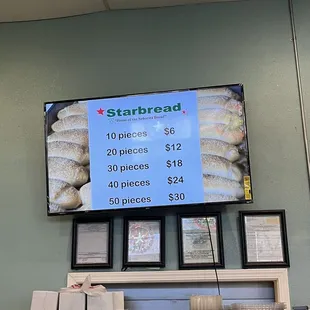 Starbread
10 pieces $6
20 pieces $12
30 pieces $18
40 pieces $24
50 pieces $30